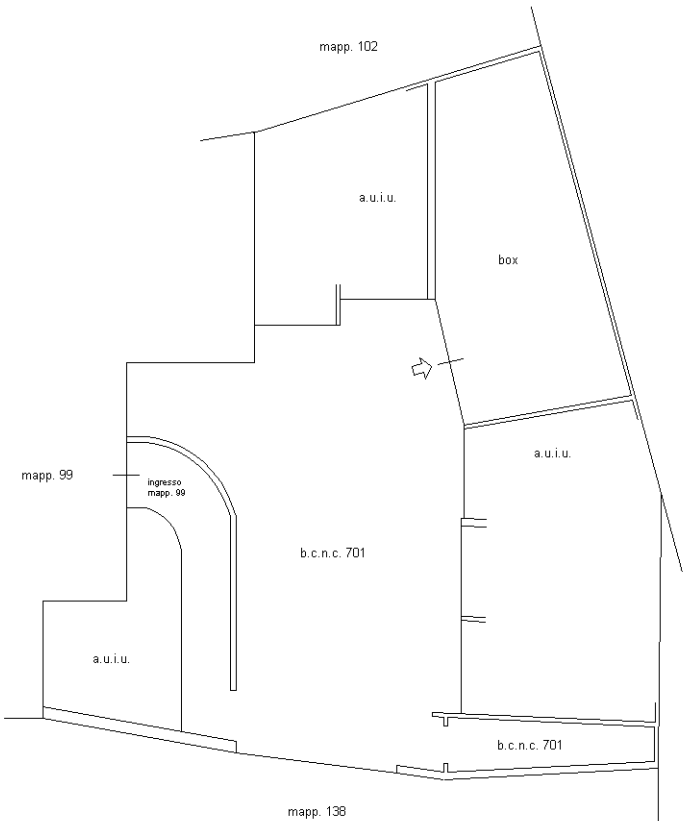 mapp. 102
a.u.i.u.
box
a.u.i.u.
mapp. 99
ingresso
mapp. 99
b.c.n.c. 701
a.u.i.u.
b.c.n.c. 701
mapp. 138